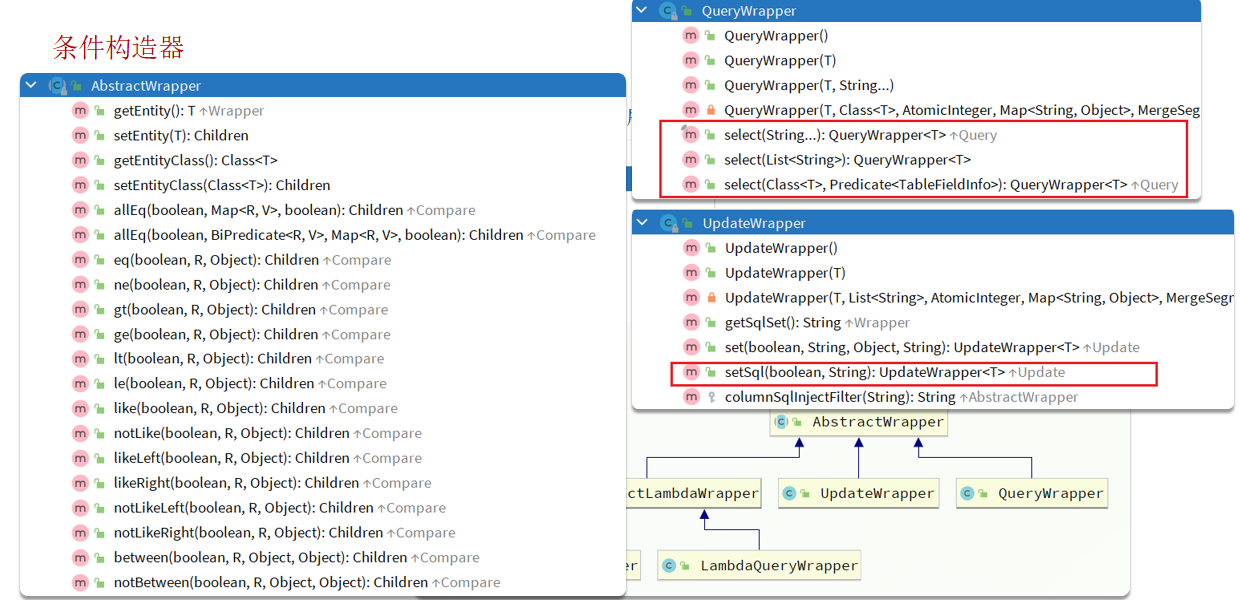 条件构造器
AbstractWrapper
getEntity(): T ↑Wrapper
setEntity(T): Children
getEntityClass(): Class<T>
setEntityClass(Class<T>): Children
allEq(boolean, Map<R, V>, boolean): Children ↑Compare
allEq(boolean, BiPredicate<R, V>, Map<R, V>, boolean): Children ↑Compare
eq(boolean, R, Object): Children ↑Compare
ne(boolean, R, Object): Children ↑Compare
gt(boolean, R, Object): Children ↑Compare
ge(boolean, R, Object): Children ↑Compare
lt(boolean, R, Object): Children ↑Compare
le(boolean, R, Object): Children ↑Compare
like(boolean, R, Object): Children ↑Compare
notLike(boolean, R, Object): Children ↑Compare
likeLeft(boolean, R, Object): Children ↑Compare
likeRight(boolean, R, Object): Children ↑Compare
notLikeLeft(boolean, R, Object): Children ↑Compare
notLikeRight(boolean, R, Object): Children ↑Compare
between(boolean, R, Object, Object): Children ↑Compare
notBetween(boolean, R, Object, Object): Children ↑Compare
QueryWrapper
QueryWrapper()
QueryWrapper(T)
QueryWrapper(T, String...)
QueryWrapper(T, Class<T>, AtomicInteger, Map<String, Object>, MergeSeg
select(String...): QueryWrapper<T> ↑Query
select(List<String>): QueryWrapper<T>
select(Class<T>, Predicate<TableFieldInfo>): QueryWrapper<T> ↑Query
UpdateWrapper
UpdateWrapper()
UpdateWrapper(T)
UpdateWrapper(T, List<String>, AtomicInteger, Map<String, Object>, MergeSegr
getSqlSet(): String ↑Wrapper
set(boolean, String, Object, String): UpdateWrapper<T> ↑Update
setSql(boolean, String): UpdateWrapper<T> ↑Update
columnSqlInjectFilter(String): String ↑AbstractWrapper
AbstractWrapper
ctLambdaWrapper
UpdateWrapper
QueryWrapper
er
LambdaQueryWrapper